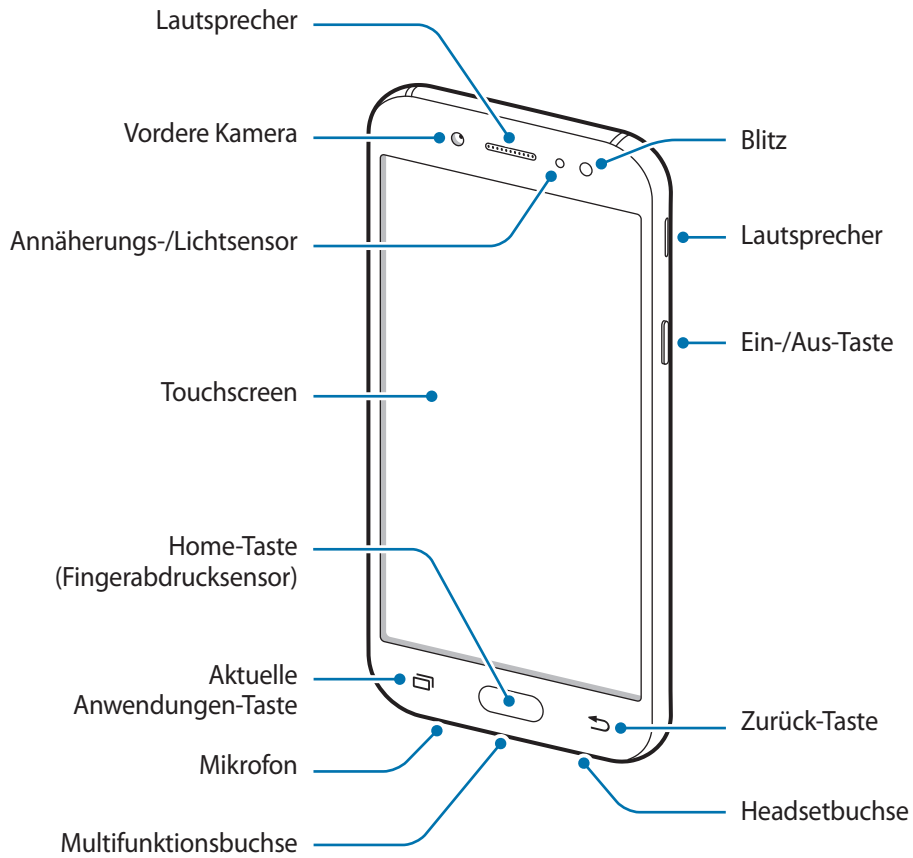 Lautsprecher
Vordere Kamera
Blitz
Annäherungs-/Lichtsensor
Lautsprecher
Ein-/Aus-Taste
Touchscreen
Home-Taste
(Fingerabdrucksensor)
Aktuelle
Anwendungen-Taste
Zurück-Taste
Mikrofon
Headsetbuchse
Multifunktionsbuchse